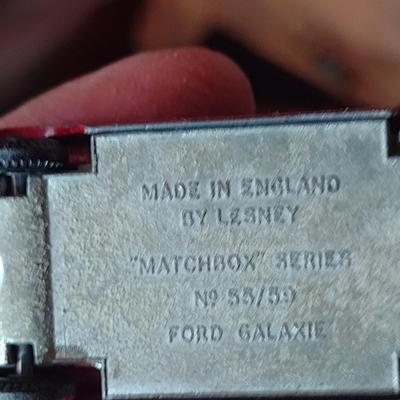 MADE IN ENGLAND
BY LESNEY
"MATCHBOX" SERIES
Nº 55/59
FORD GALAXIE